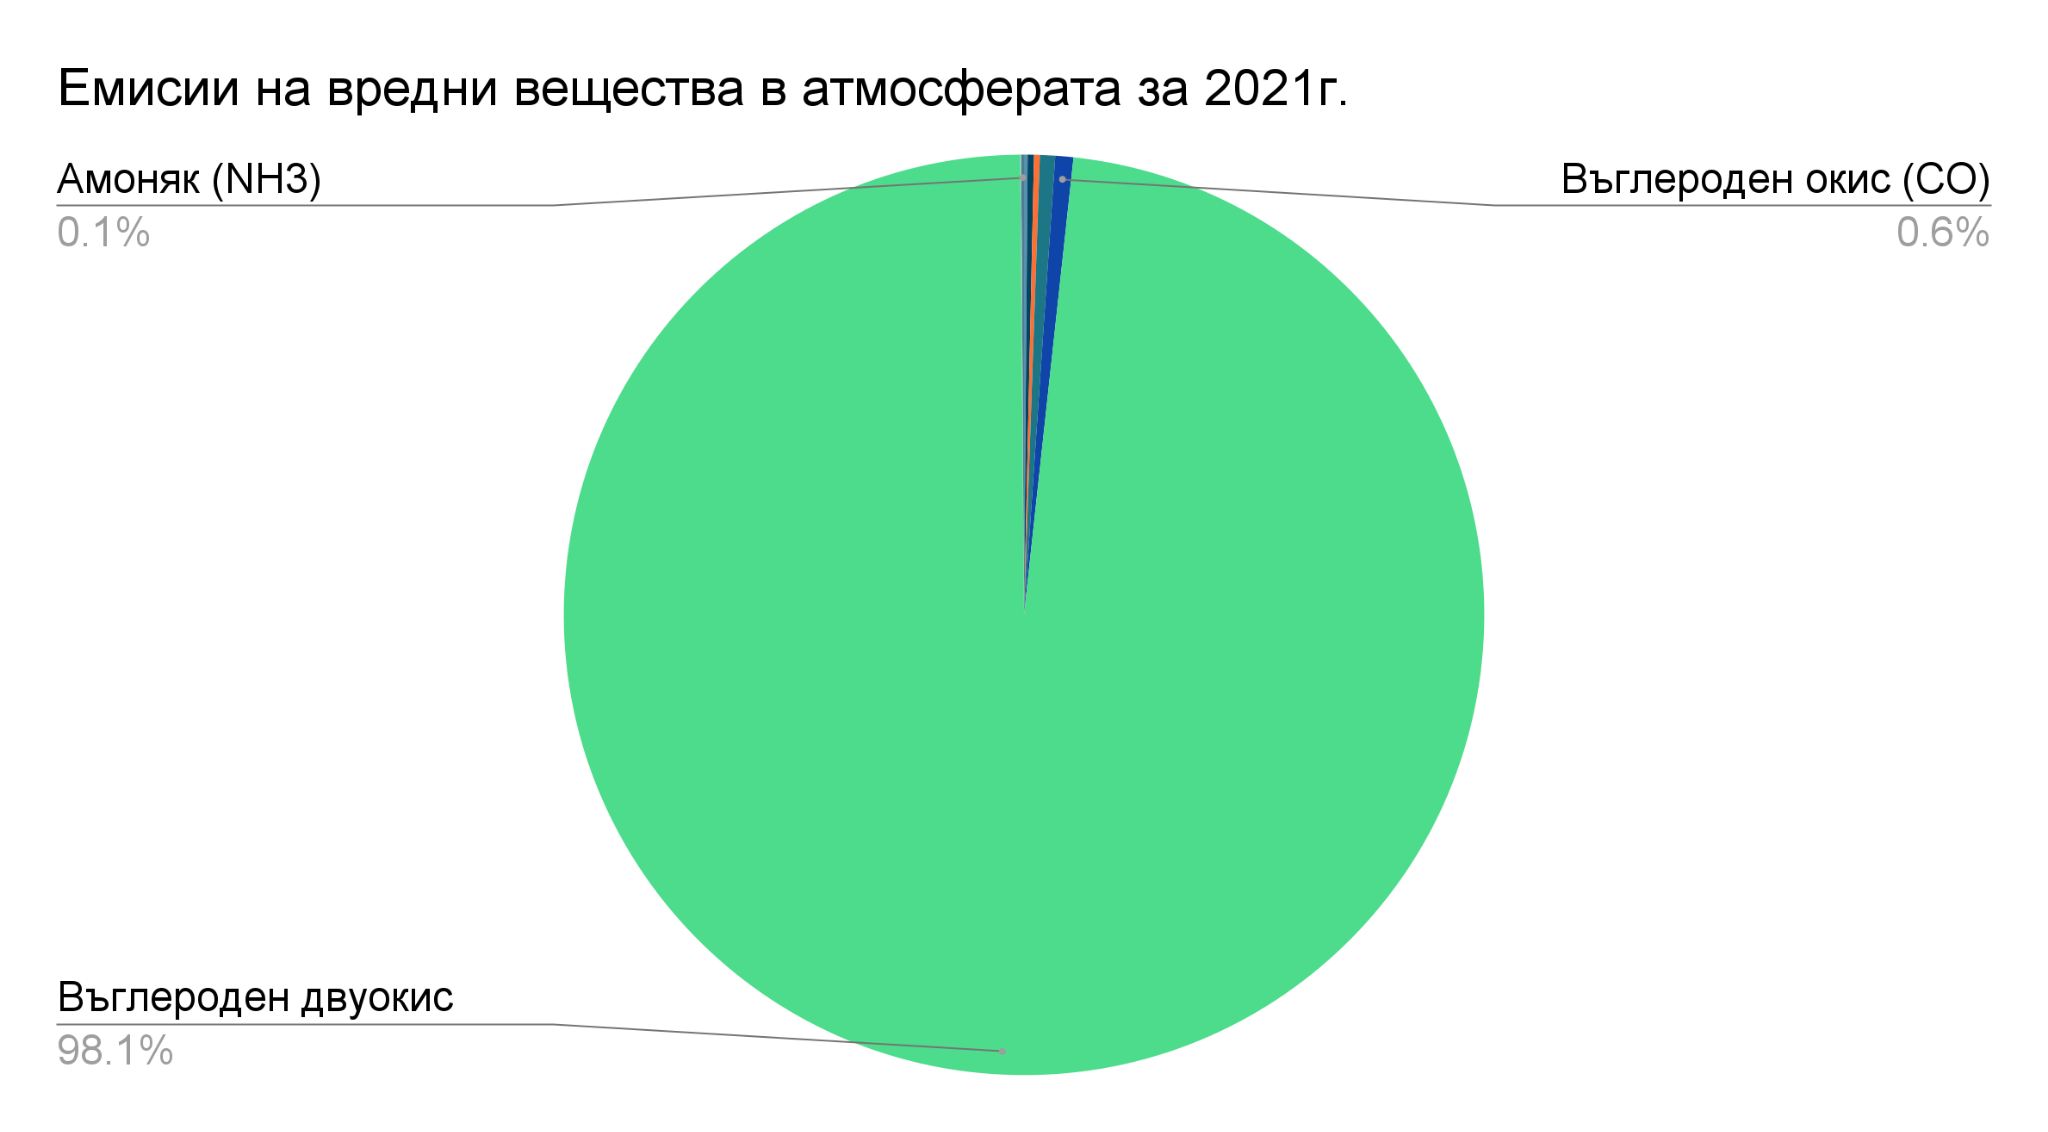 Емисии на вредни вещества в атмосферата за 2021г.
Амоняк (NH3)
0.1%
Въглероден окис (CO)
0.6%
Въглероден двуокис
98.1%